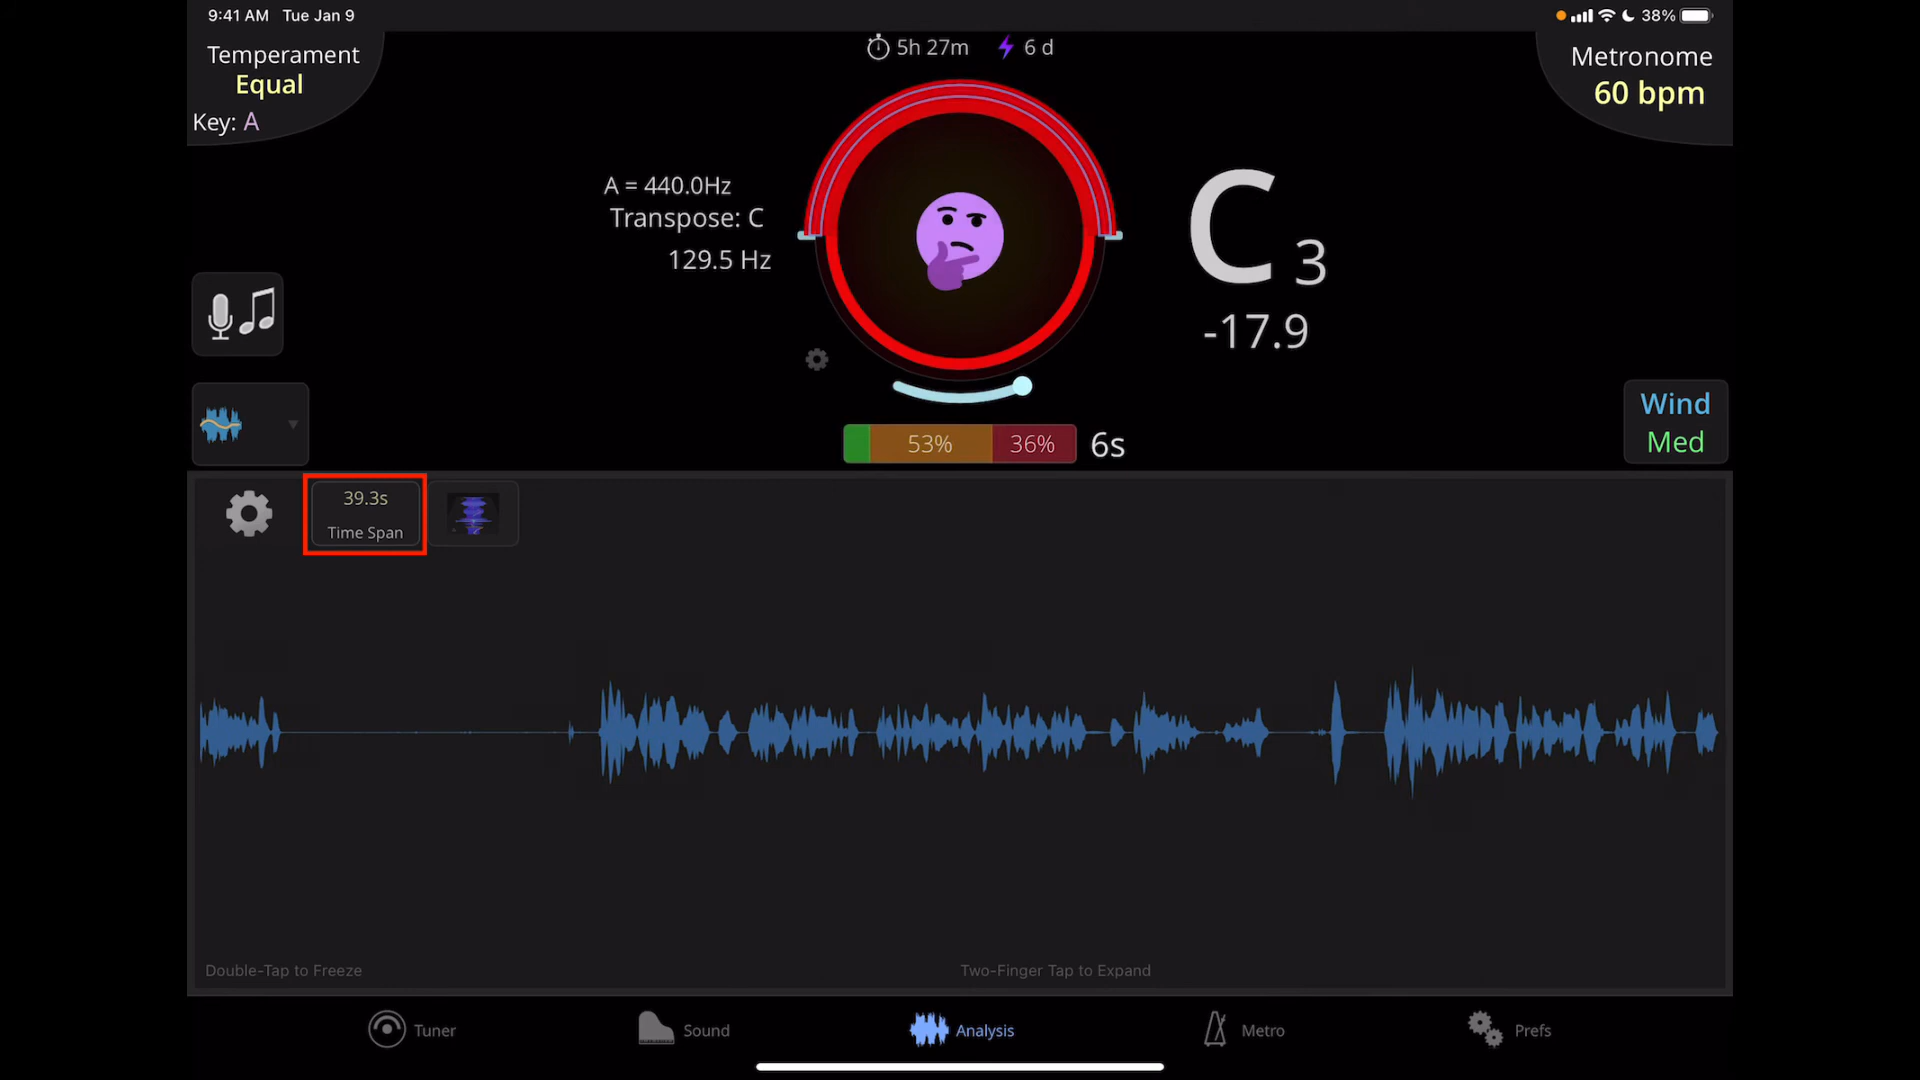 9:41 AM Tue Jan 9
38%
Temperament
Equal
Key: A
5h 27m 6 d
Metronome
60 bpm
A = 440.0Hz
Transpose: C
129.5 Hz
C 3
-17.9
53% 36% 6s
Wind
Med
39.3s
Time Span
Double-Tap to Freeze
Two-Finger Tap to Expand
Tuner
Sound
Analysis
Metro
Prefs